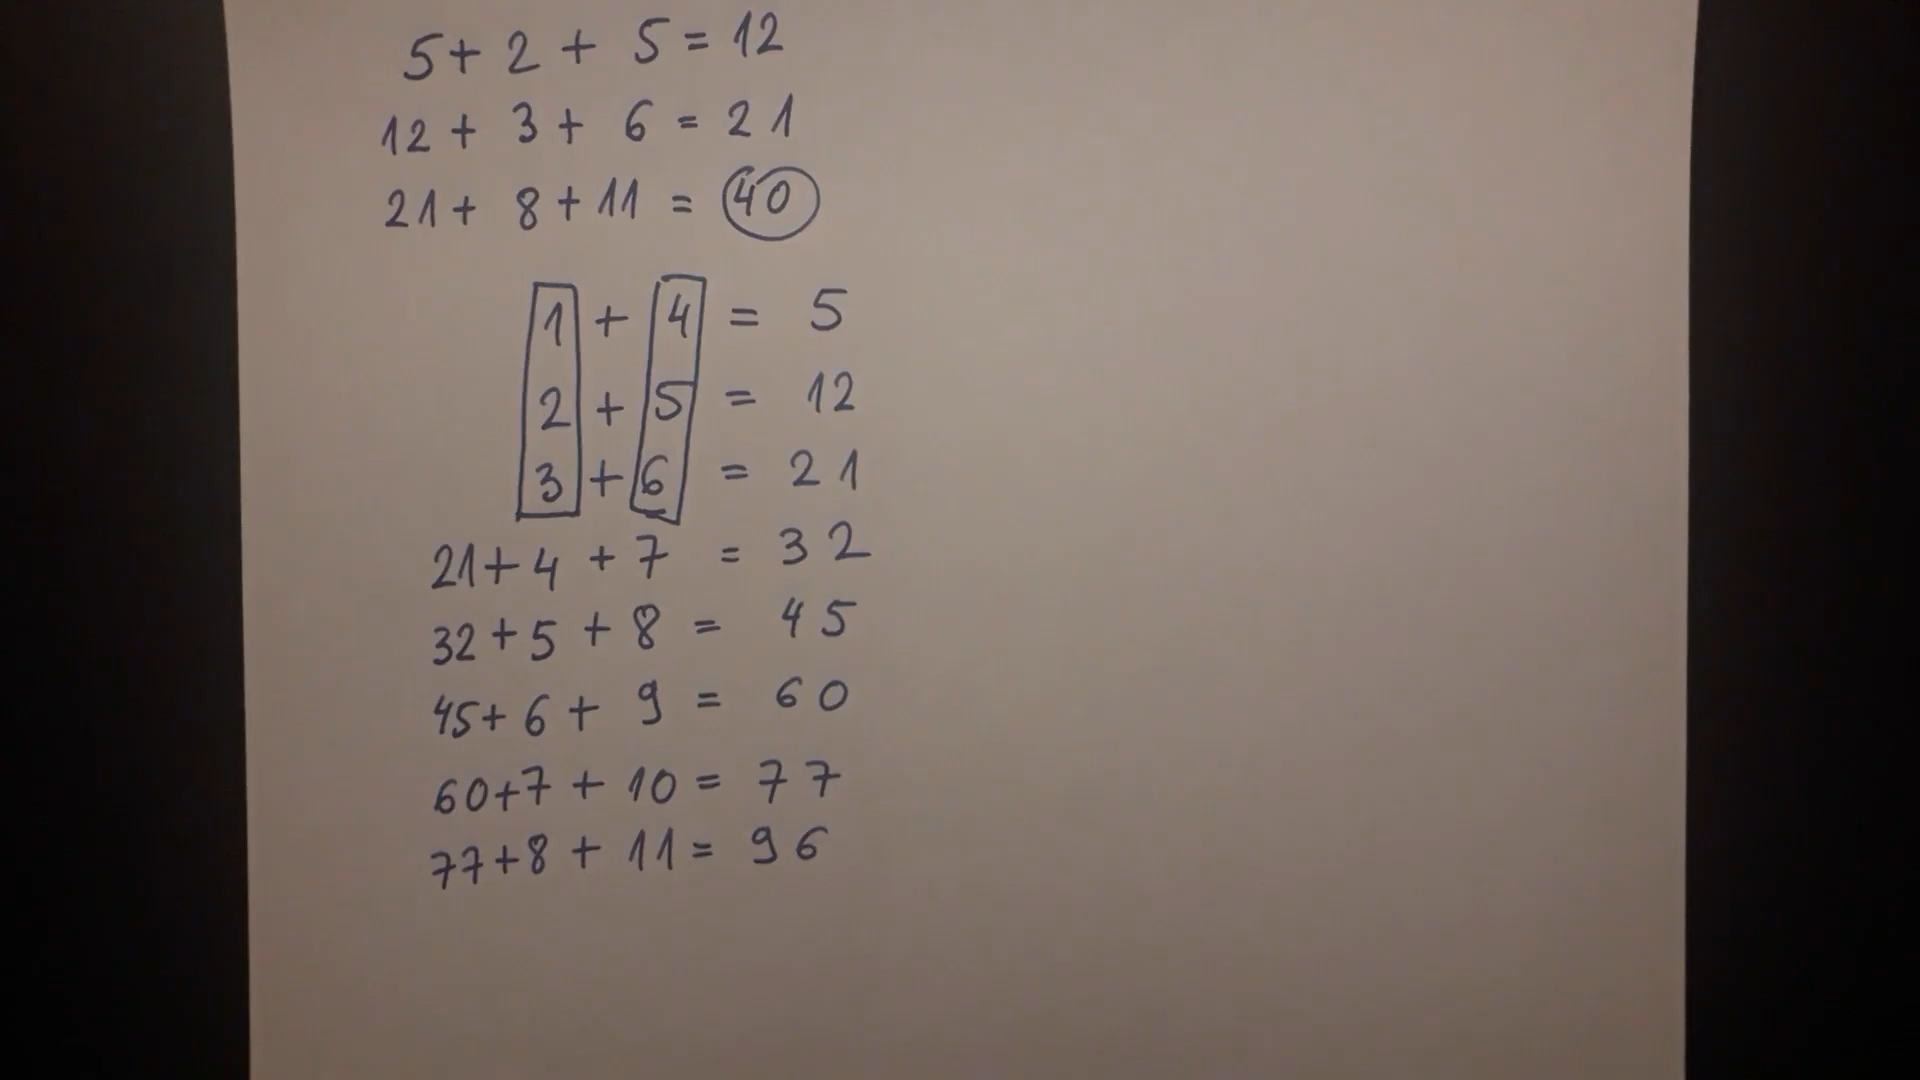 5 + 2 + 5 = 12
12 + 3 + 6 = 21
21 + 8 + 11 = 40
1 + 4 = 5
2 + 5 = 12
3 + 6 = 21
21 + 4 + 7 = 32
32 + 5 + 8 = 45
45 + 6 + 9 = 60
60 + 7 + 10 = 77
77 + 8 + 11 = 96